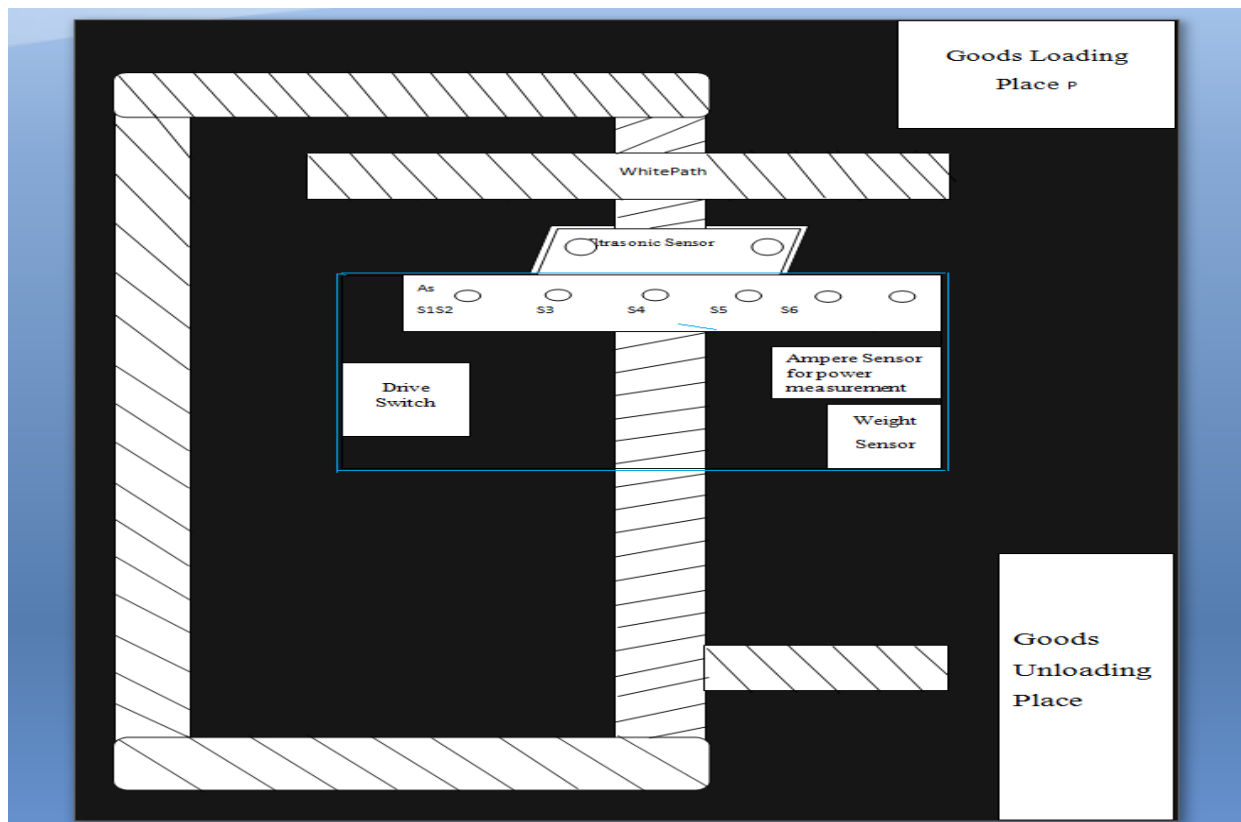 Goods Loading
Place P
WhitePath
ltrasonic Sensor
As
S1S2 S3 S4 S5 S6
Ampere Sensor
for power
measurement
Drive
Switch
Weight
Sensor
Goods
Unloading
Place